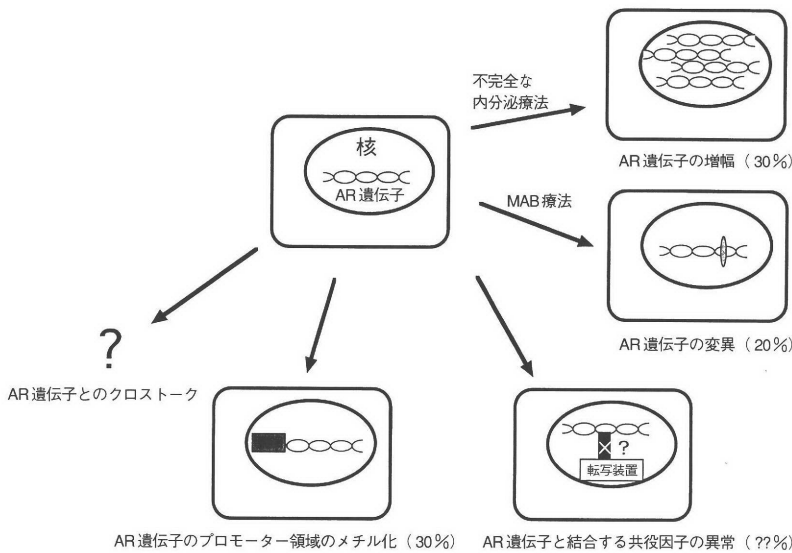 不完全な
内分泌療法
AR遺伝子の増幅（30％）
核
AR遺伝子
MAB療法
AR遺伝子の変異（20％）
?
AR遺伝子とのクロストーク
?
転写装置
AR遺伝子のプロモーター領域のメチル化（30％）
AR遺伝子と結合する共役因子の異常（??％）